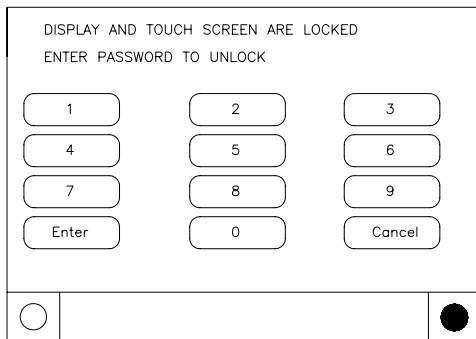 DISPLAY AND TOUCH SCREEN ARE LOCKED
ENTER PASSWORD TO UNLOCK
1 2 3
4 5 6
7 8 9
Enter 0 Cancel